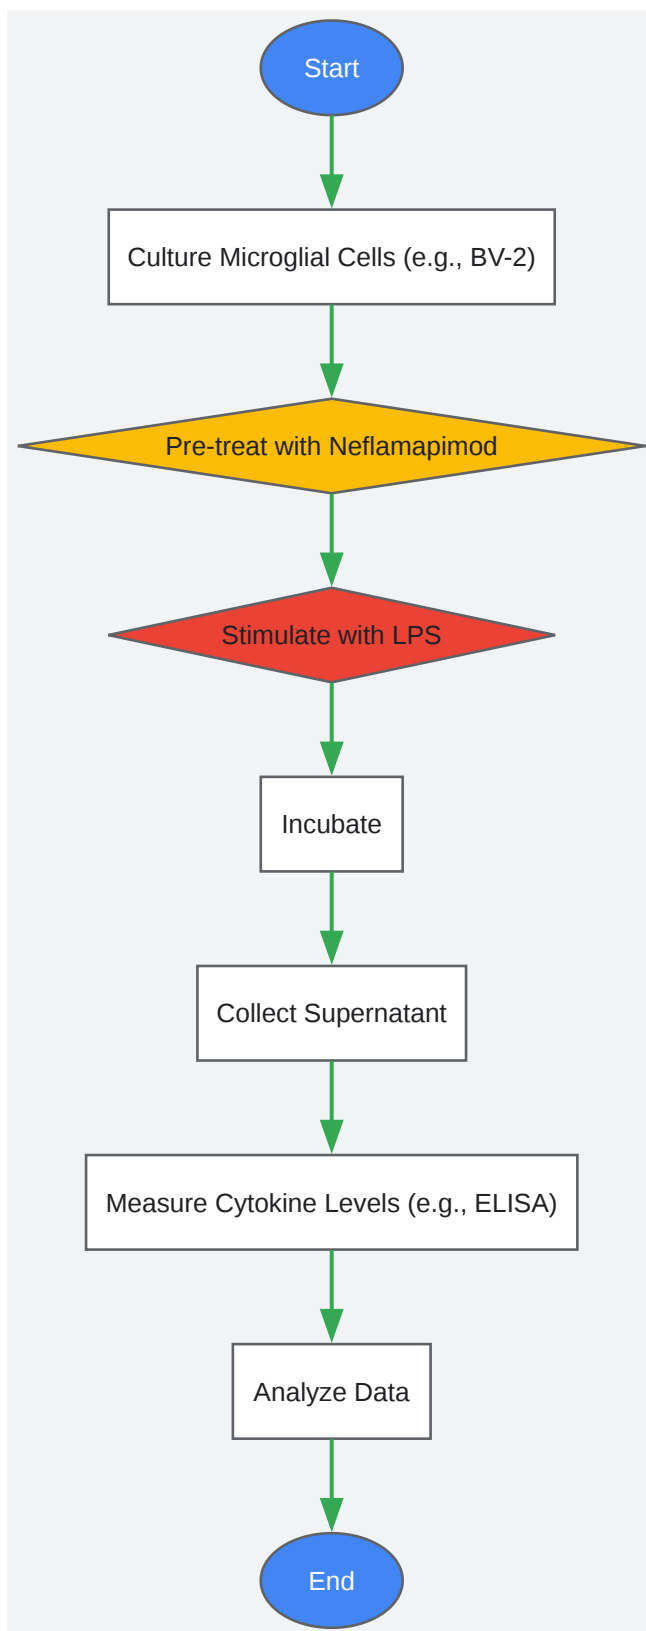 Start
Culture Microglial Cells (e.g., BV-2)
Pre-treat with Neflamapimod
Stimulate with LPS
Incubate
Collect Supernatant
Measure Cytokine Levels (e.g., ELISA)
Analyze Data
End